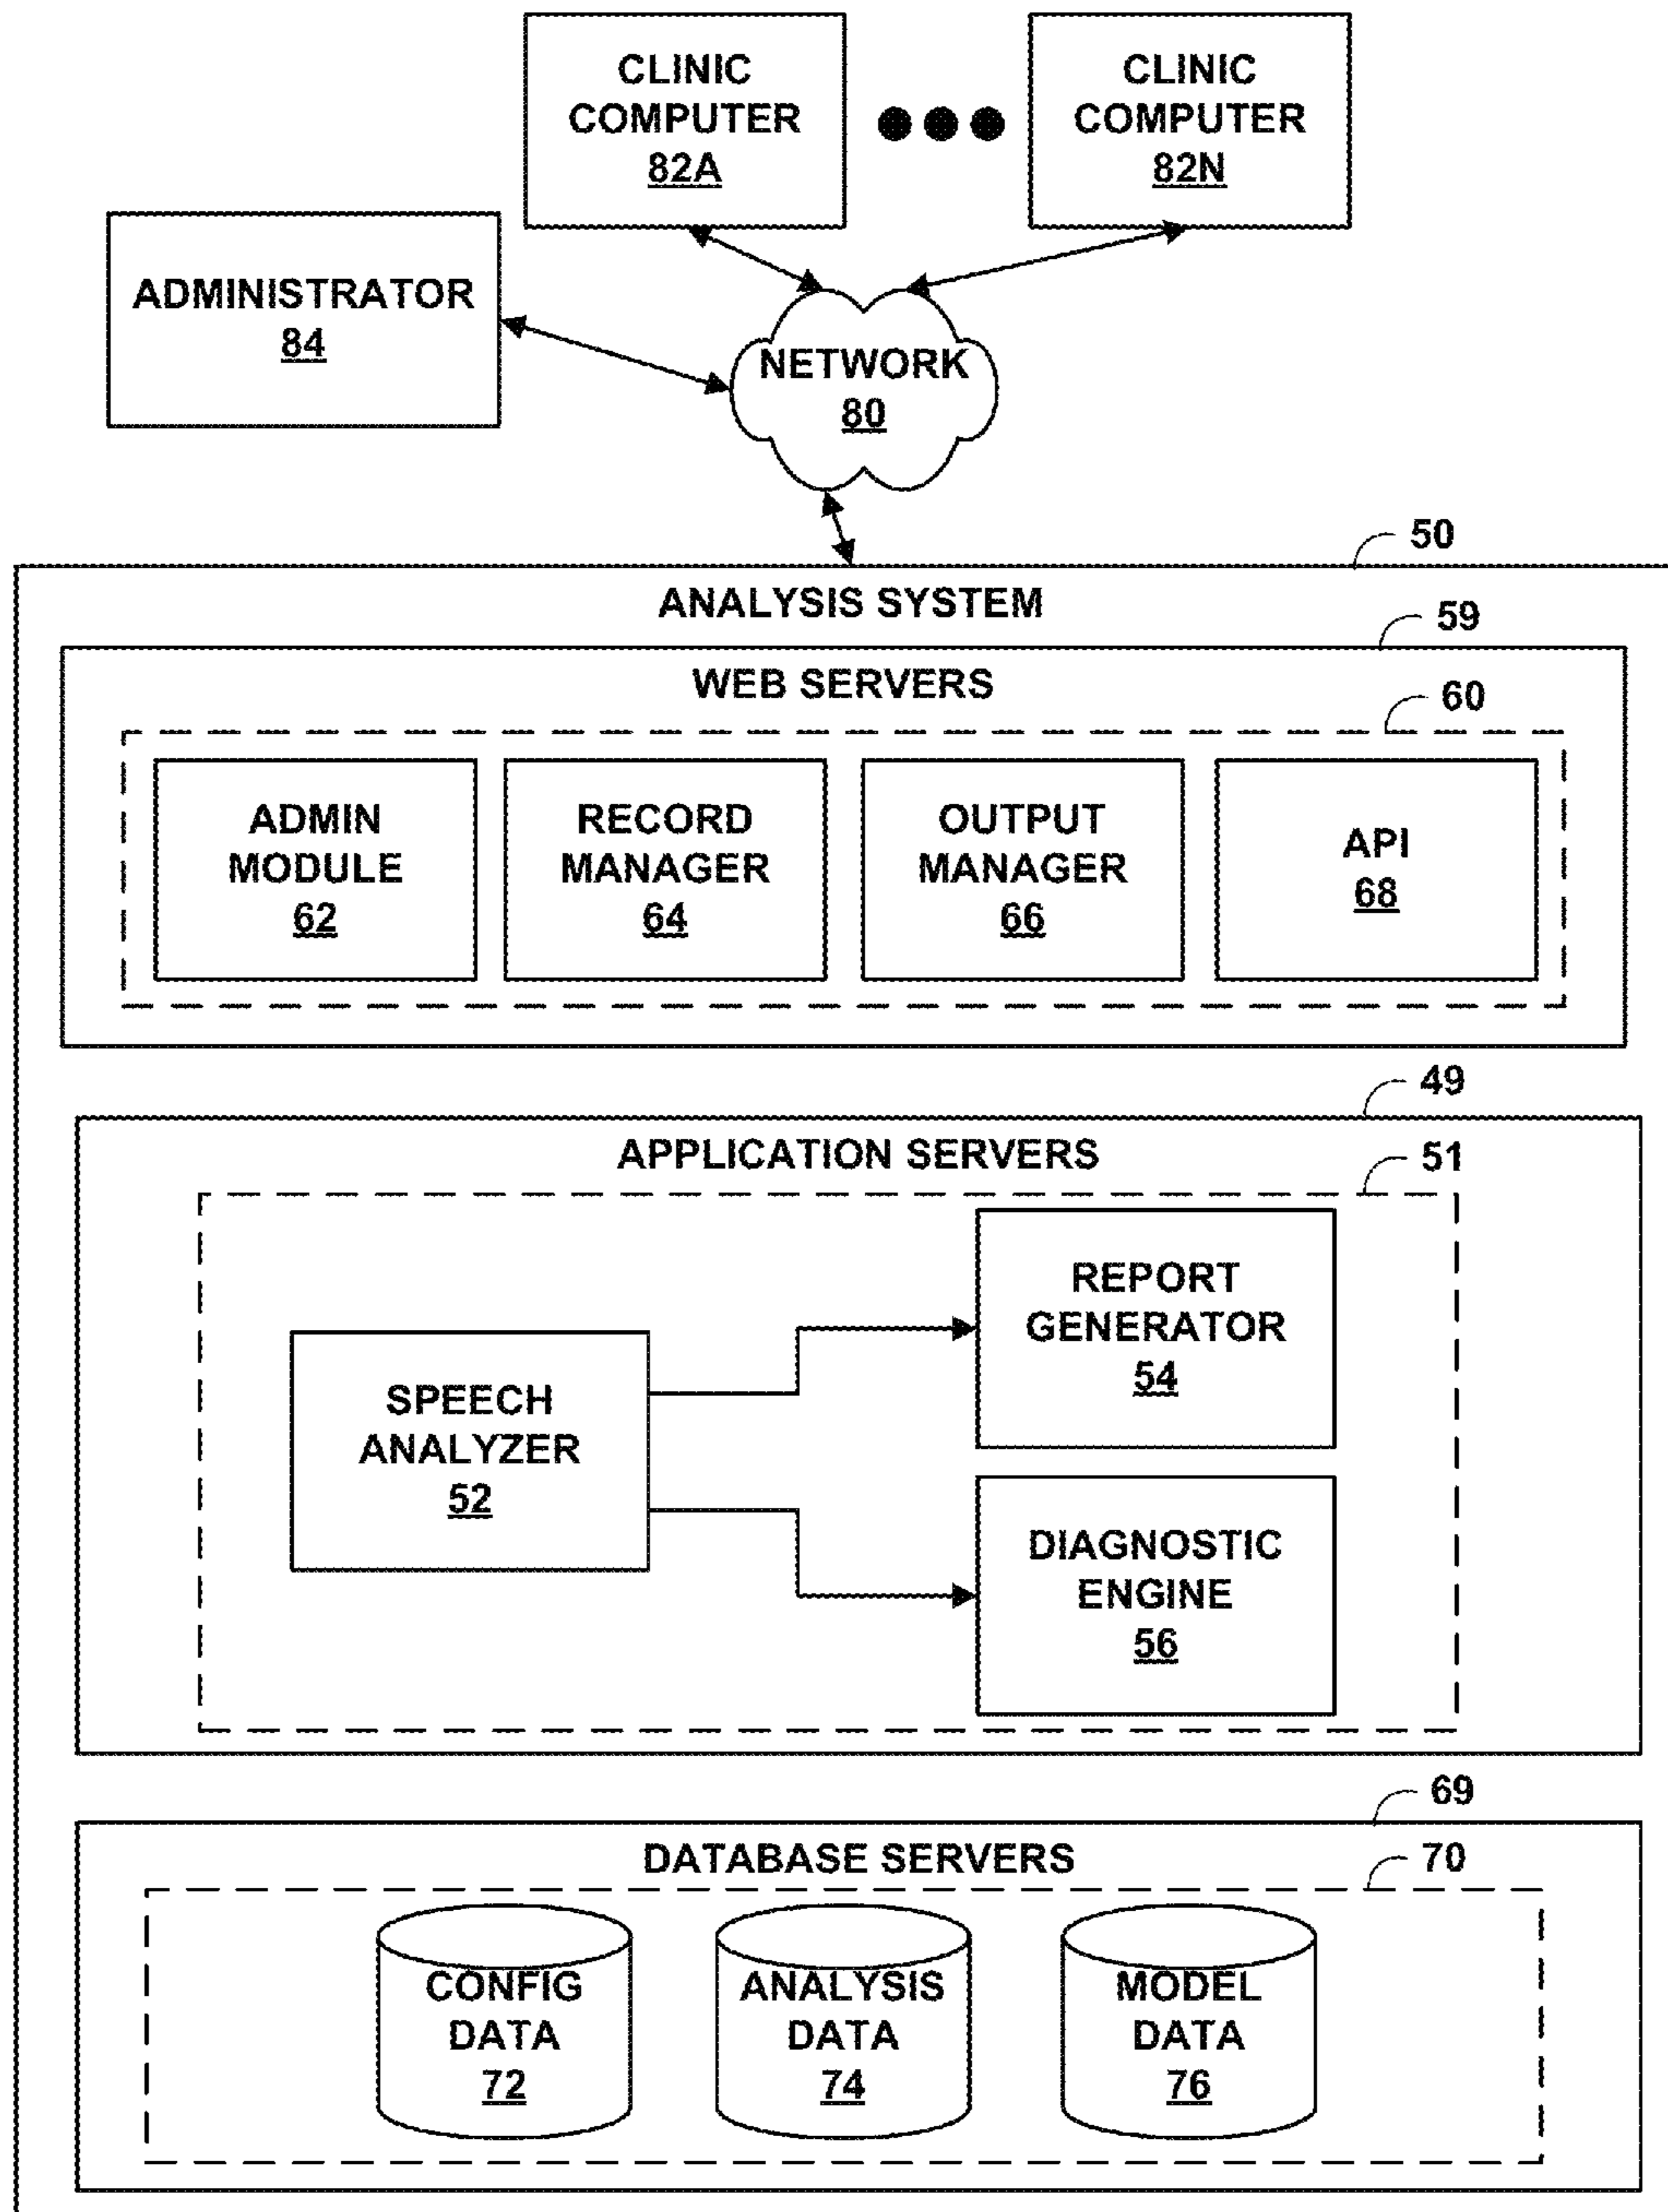 CLINIC
COMPUTER
82A
CLINIC
COMPUTER
82N
ADMINISTRATOR
84
NETWORK
80
50
ANALYSIS SYSTEM
59
WEB SERVERS
60
ADMIN
MODULE
62
RECORD
MANAGER
64
OUTPUT
MANAGER
66
API
68
49
APPLICATION SERVERS
51
REPORT
GENERATOR
54
SPEECH
ANALYZER
52
DIAGNOSTIC
ENGINE
56
69
DATABASE SERVERS
70
CONFIG
DATA
72
ANALYSIS
DATA
74
MODEL
DATA
76